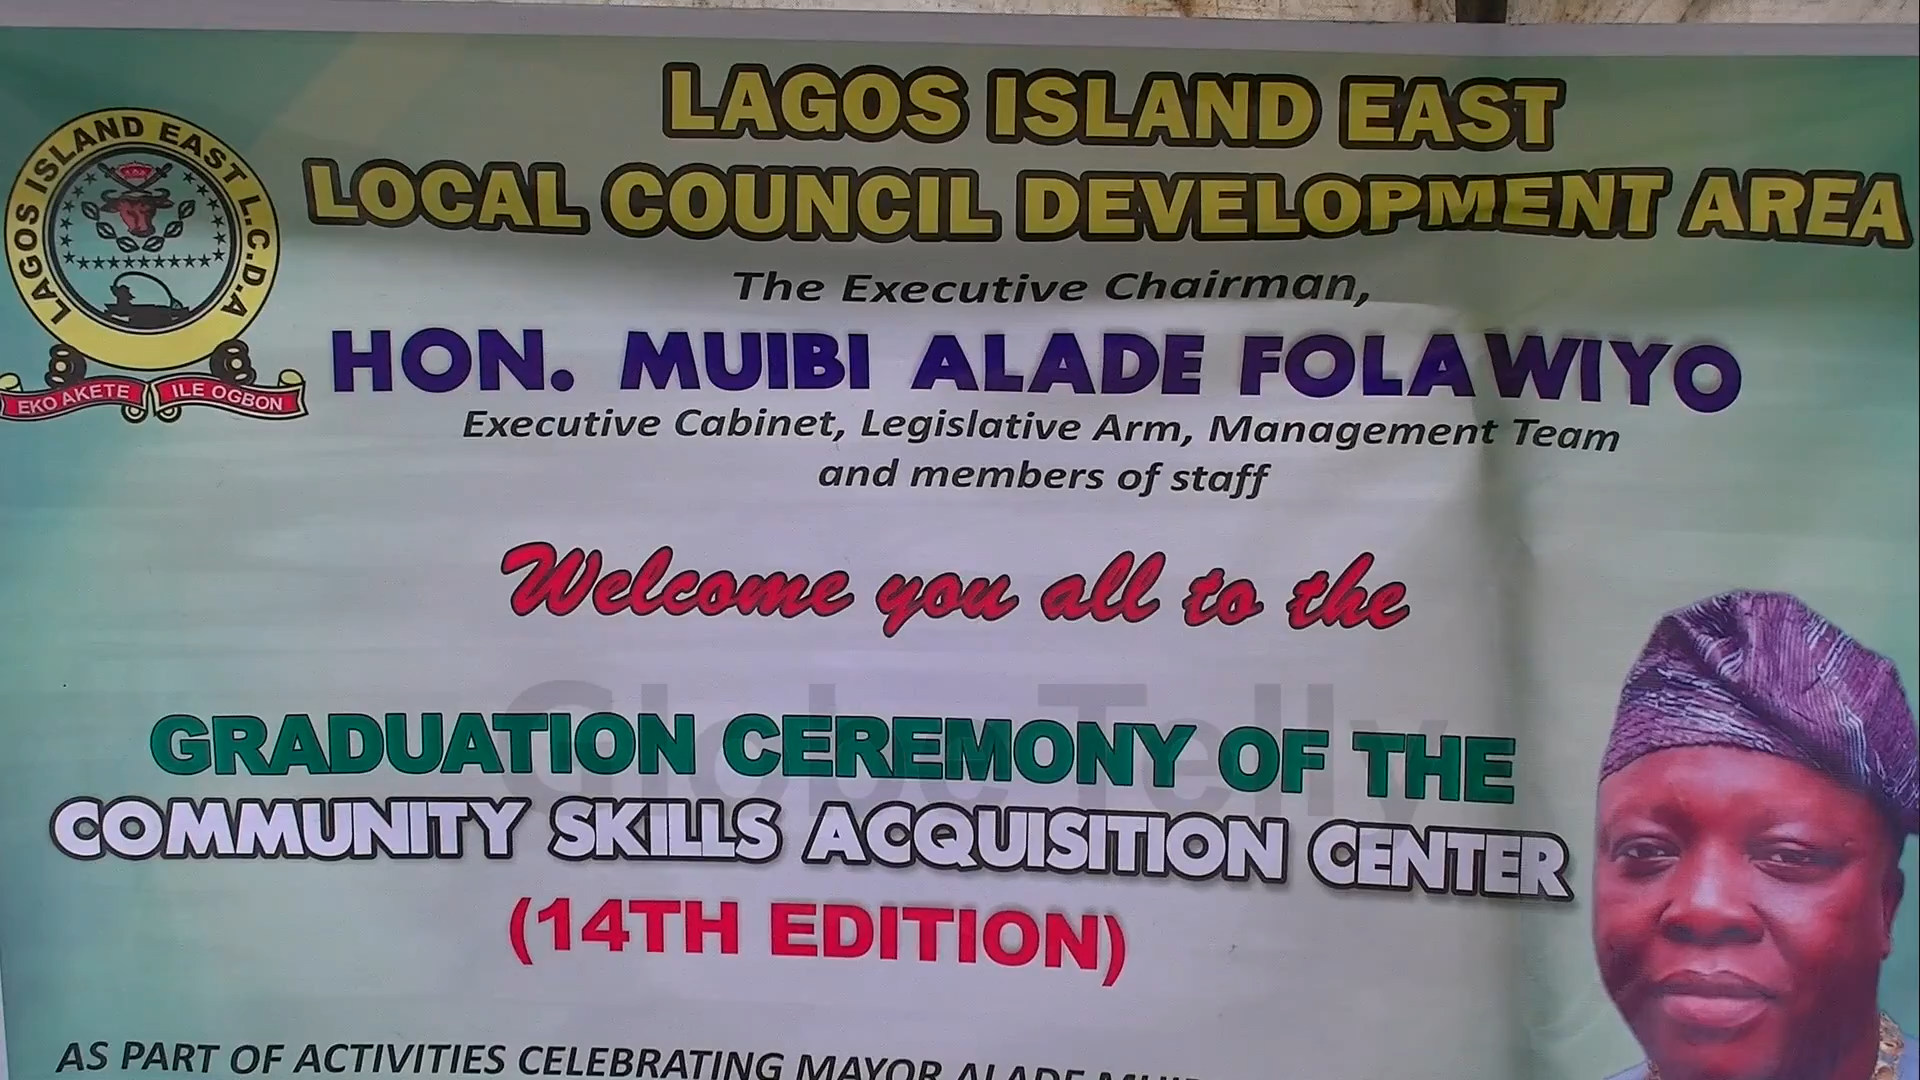 LAGOS ISLAND EAST
LOCAL COUNCIL DEVELOPMENT AREA
LAGOS ISLAND EAST L.C.D.A
EKO AKETE ILE OGBON
The Executive Chairman,
HON. MUIBI ALADE FOLAWIYO
Executive Cabinet, Legislative Arm, Management Team
and members of staff
Welcome you all to the
Globe Telly
GRADUATION CEREMONY OF THE
COMMUNITY SKILLS ACQUISITION CENTER
(14TH EDITION)
AS PART OF ACTIVITIES CELEBRATING MAYOR ALADE